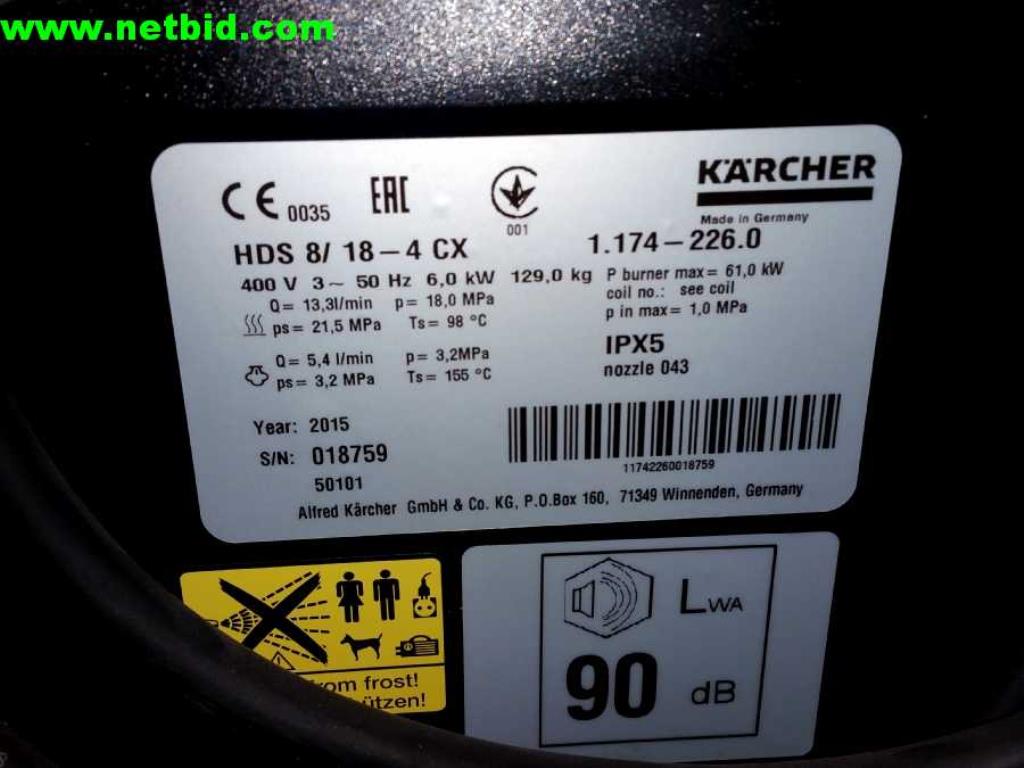 www.netbid.com
CE 0035 EAC 001 KÄRCHER
Made in Germany
HDS 8/ 18-4 CX 1.174-226.0
400 V 3~ 50 Hz 6,0 kW 129,0 kg P burner max= 61,0 kW
Q= 13,3l/min p= 18,0 MPa coil no.: see coil
ps= 21,5 MPa Ts= 98 °C p in max= 1,0 MPa
Q= 5,4 l/min p= 3,2MPa IPX5
ps= 3,2 MPa Ts= 155 °C nozzle 043
Year: 2015
S/N: 018759
11742260018759
50101
Alfred Kärcher GmbH & Co. KG, P.O.Box 160, 71349 Winnenden, Germany
LWA
90 dB
from frost!
ützen!